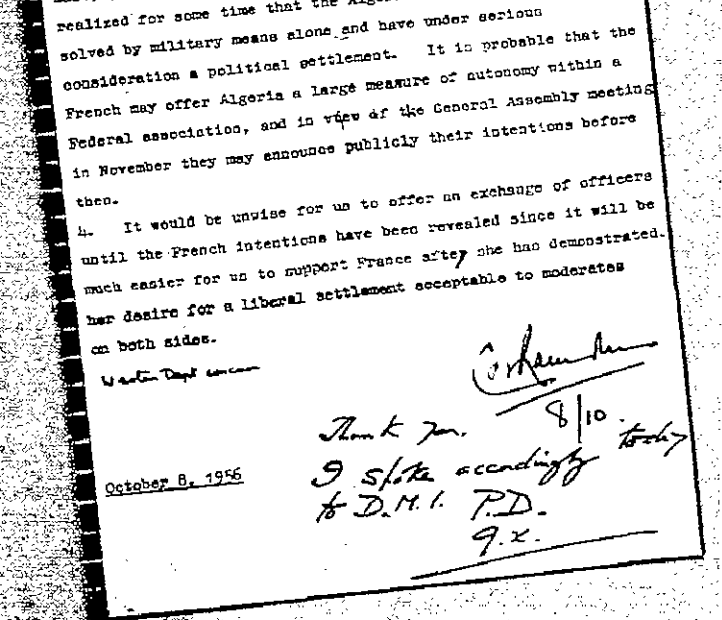 realized for some time that the
solved by military means alone and have under serious
consideration a political settlement. It is probable that the
French may offer Algeria a large measure of autonomy within a
Federal association, and in view of the General Assembly meeting
in November they may announce publicly their intentions before
then.
4. It would be unwise for us to offer an exchange of officers
until the French intentions have been revealed since it will be
much easier for us to support France after she has demonstrated
her desire for a liberal settlement acceptable to moderates
on both sides.
Western Dept concur
8/10.
Thank you.
I spoke accordingly today
to D.M.I. P.D.
9.x.
October 8, 1956